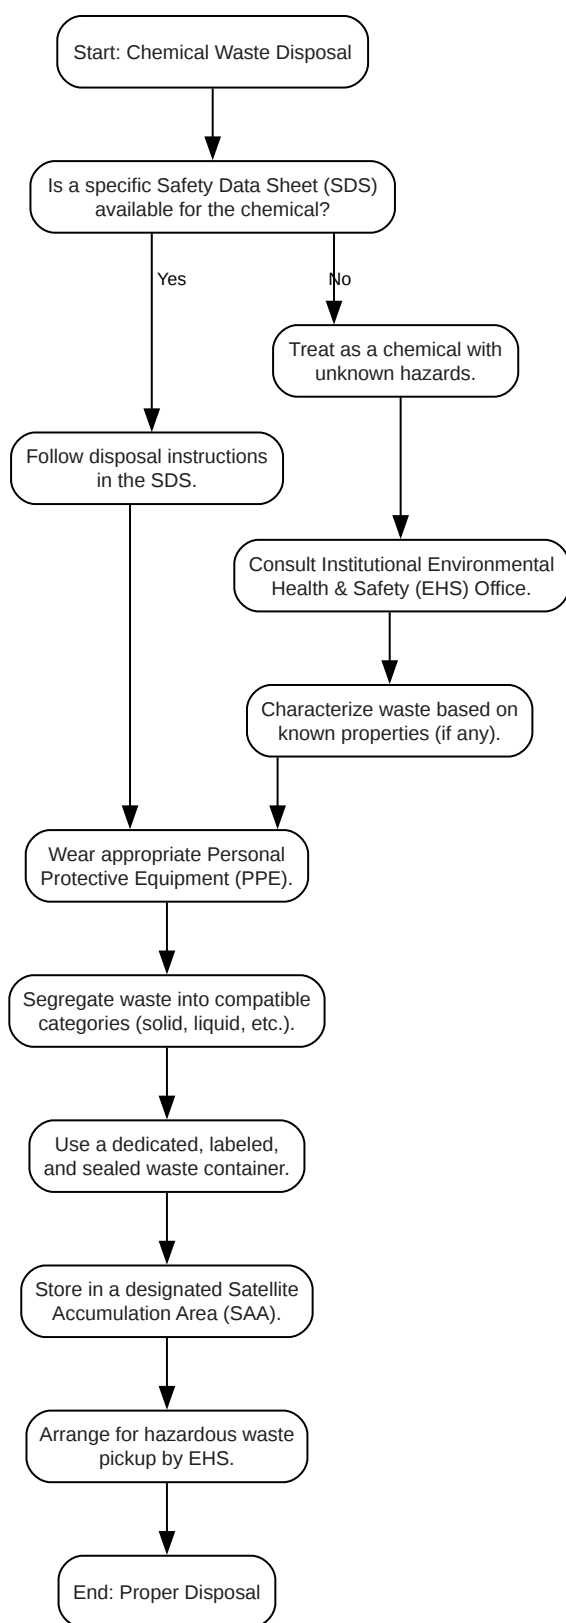 Start: Chemical Waste Disposal
Is a specific Safety Data Sheet (SDS)
available for the chemical?
Yes
No
Treat as a chemical with
unknown hazards.
Follow disposal instructions
in the SDS.
Consult Institutional Environmental
Health & Safety (EHS) Office.
Characterize waste based on
known properties (if any).
Wear appropriate Personal
Protective Equipment (PPE).
Segregate waste into compatible
categories (solid, liquid, etc.).
Use a dedicated, labeled,
and sealed waste container.
Store in a designated Satellite
Accumulation Area (SAA).
Arrange for hazardous waste
pickup by EHS.
End: Proper Disposal